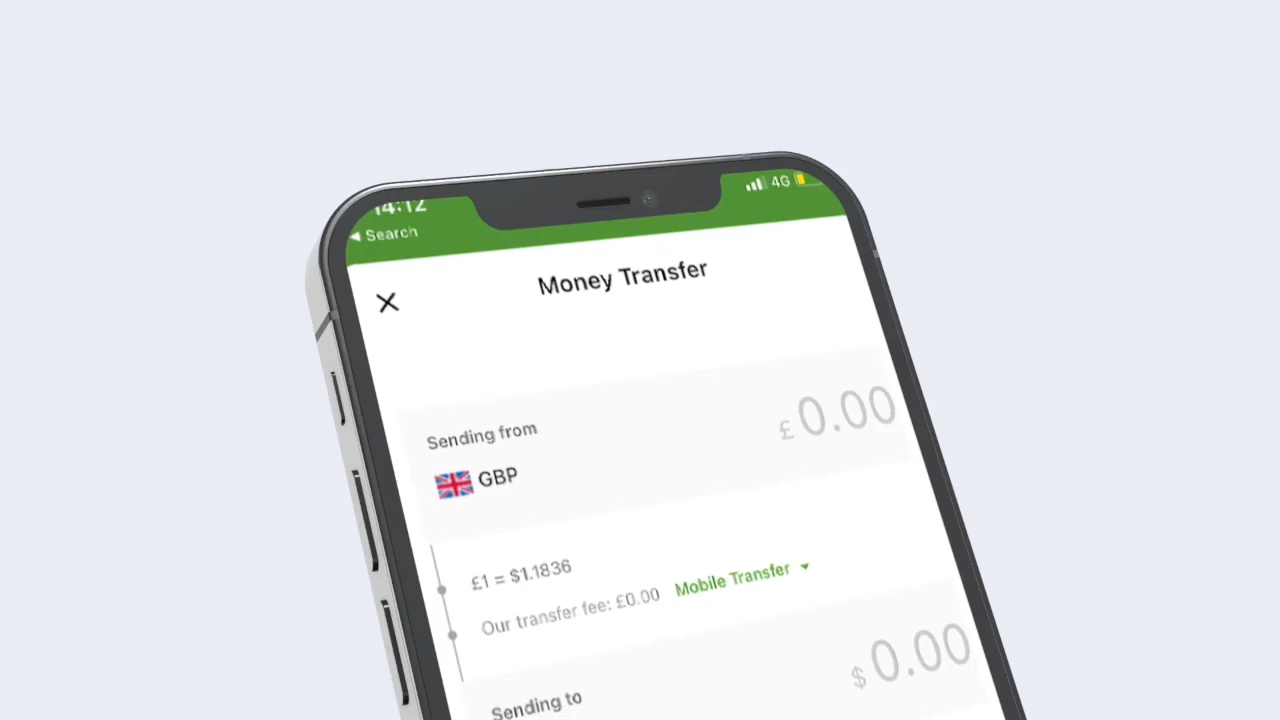 14:12
4G
◀ Search
Money Transfer
Sending from
£0.00
GBP
£1 = $1.1836
Our transfer fee: £0.00 Mobile Transfer
$0.00
Sending to